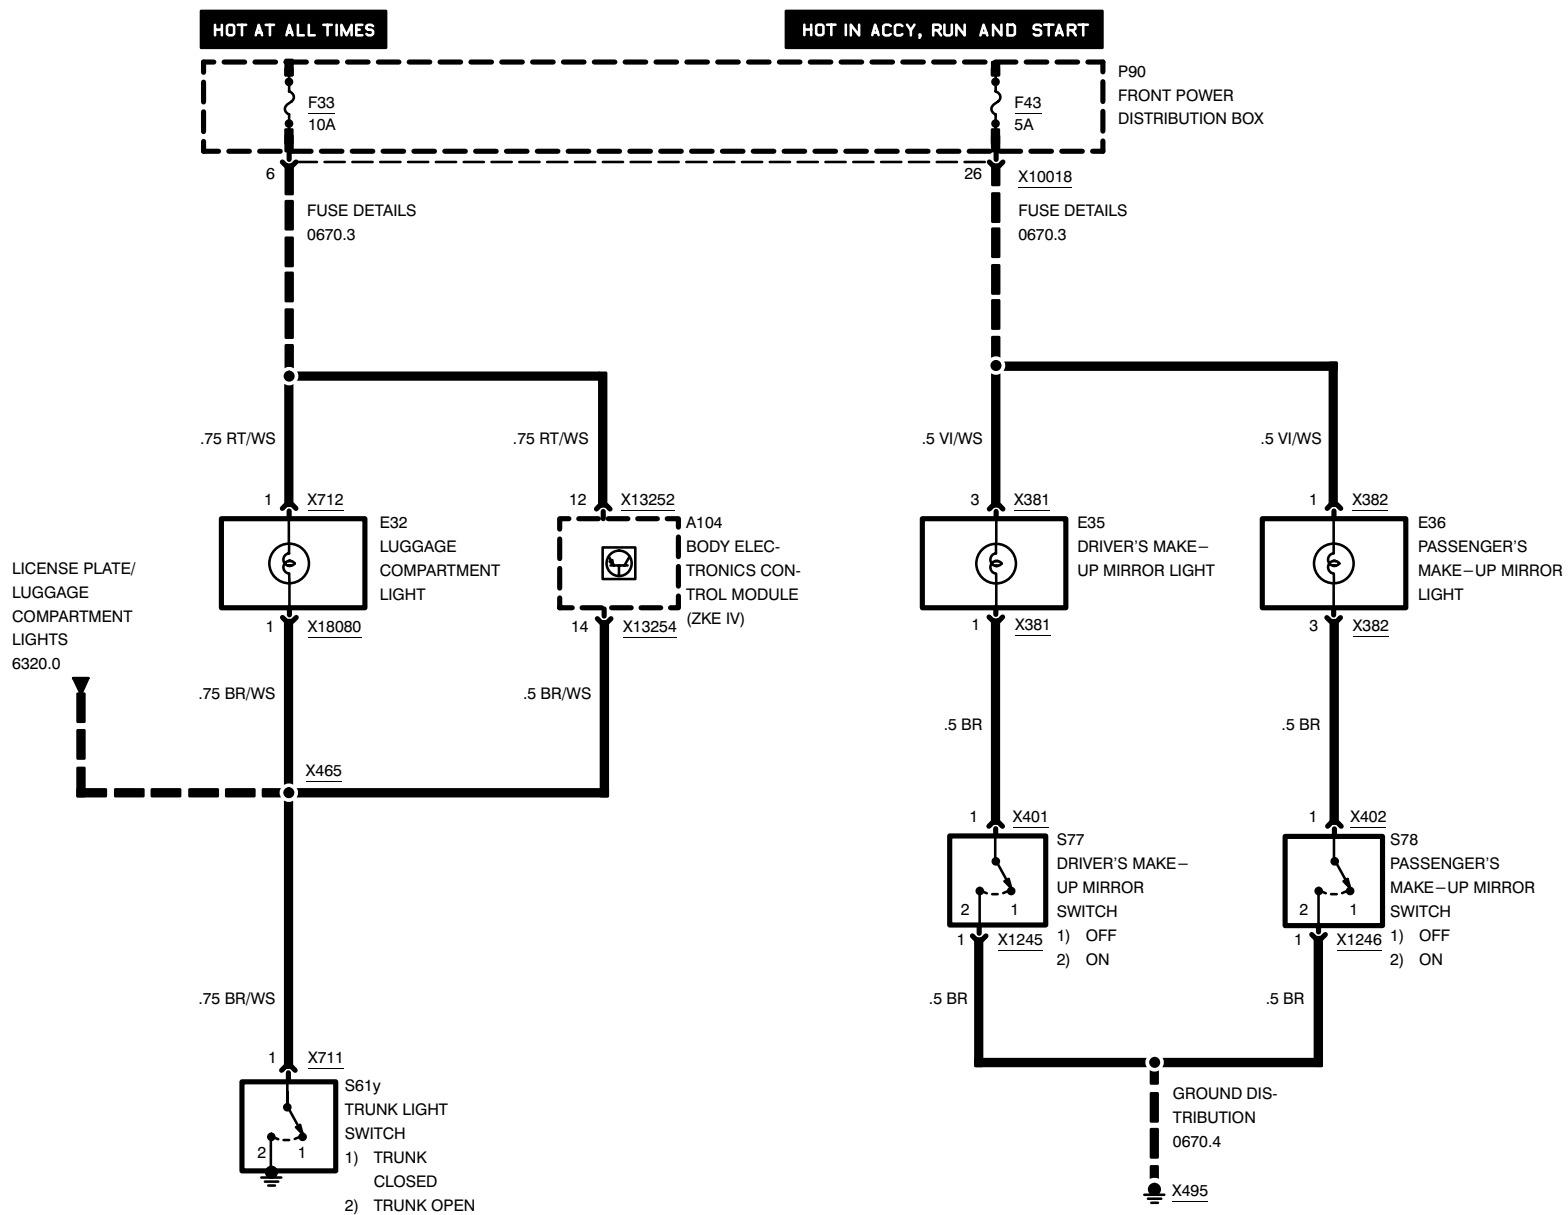 HOT AT ALL TIMES
HOT IN ACCY, RUN AND START
P90
FRONT POWER
DISTRIBUTION BOX
F33
10A
F43
5A
6
26
X10018
FUSE DETAILS
0670.3
FUSE DETAILS
0670.3
.75 RT/WS
.75 RT/WS
.5 VI/WS
.5 VI/WS
1
X712
12
X13252
3
X381
1
X382
E32
LUGGAGE
COMPARTMENT
LIGHT
A104
BODY ELEC-
TRONICS CON-
TROL MODULE
(ZKE IV)
E35
DRIVER'S MAKE–
UP MIRROR LIGHT
E36
PASSENGER'S
MAKE–UP MIRROR
LIGHT
LICENSE PLATE/
LUGGAGE
COMPARTMENT
LIGHTS
6320.0
1
X18080
14
X13254
1
X381
3
X382
.75 BR/WS
.5 BR/WS
.5 BR
.5 BR
X465
1
X401
1
X402
S77
DRIVER'S MAKE–
UP MIRROR
SWITCH
1) OFF
2) ON
2
1
S78
PASSENGER'S
MAKE–UP MIRROR
SWITCH
1) OFF
2) ON
2
1
1
X1245
1
X1246
.75 BR/WS
.5 BR
.5 BR
1
X711
S61y
TRUNK LIGHT
SWITCH
1) TRUNK
CLOSED
2) TRUNK OPEN
2
1
GROUND DIS-
TRIBUTION
0670.4
X495